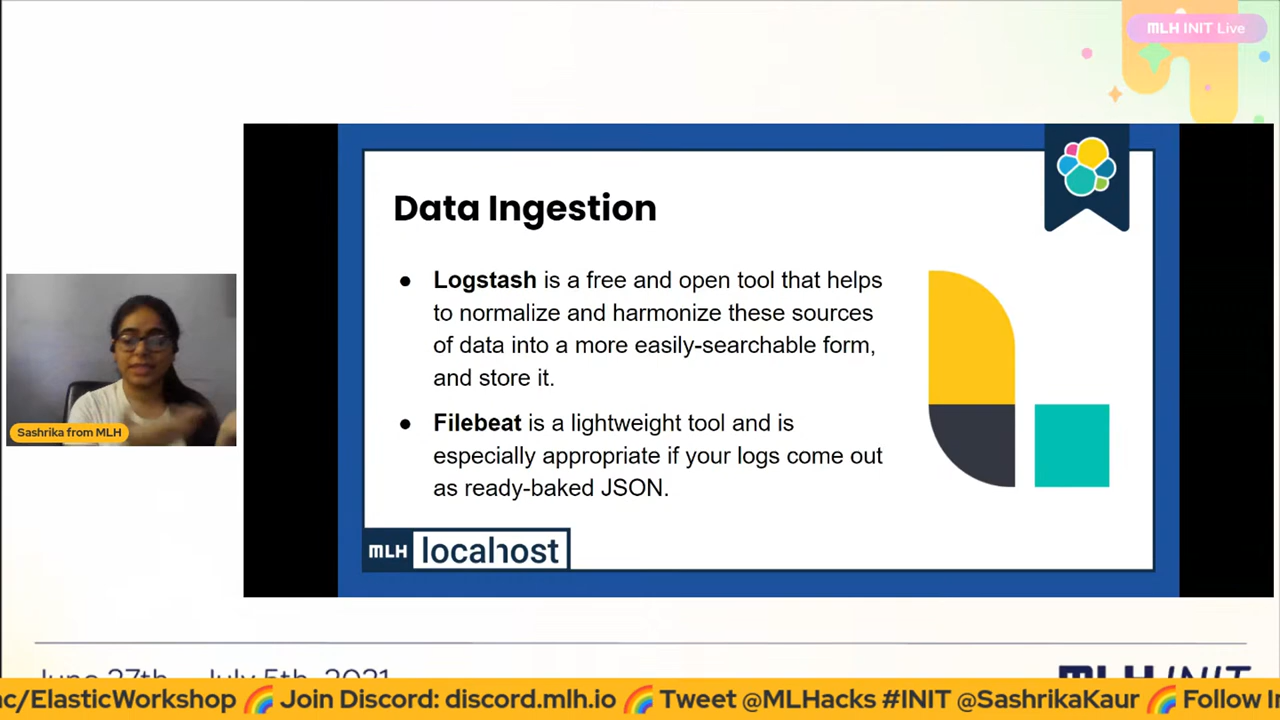 MLH INIT Live
Data Ingestion
● Logstash is a free and open tool that helps
to normalize and harmonize these sources
of data into a more easily-searchable form,
and store it.
● Filebeat is a lightweight tool and is
especially appropriate if your logs come out
as ready-baked JSON.
Sashrika from MLH
MLH localhost
June 27th - July 5th, 2021
MLH INIT
/ElasticWorkshop 🌈 Join Discord: discord.mlh.io 🌈 Tweet @MLHacks #INIT @SashrikaKaur 🌈 Follow